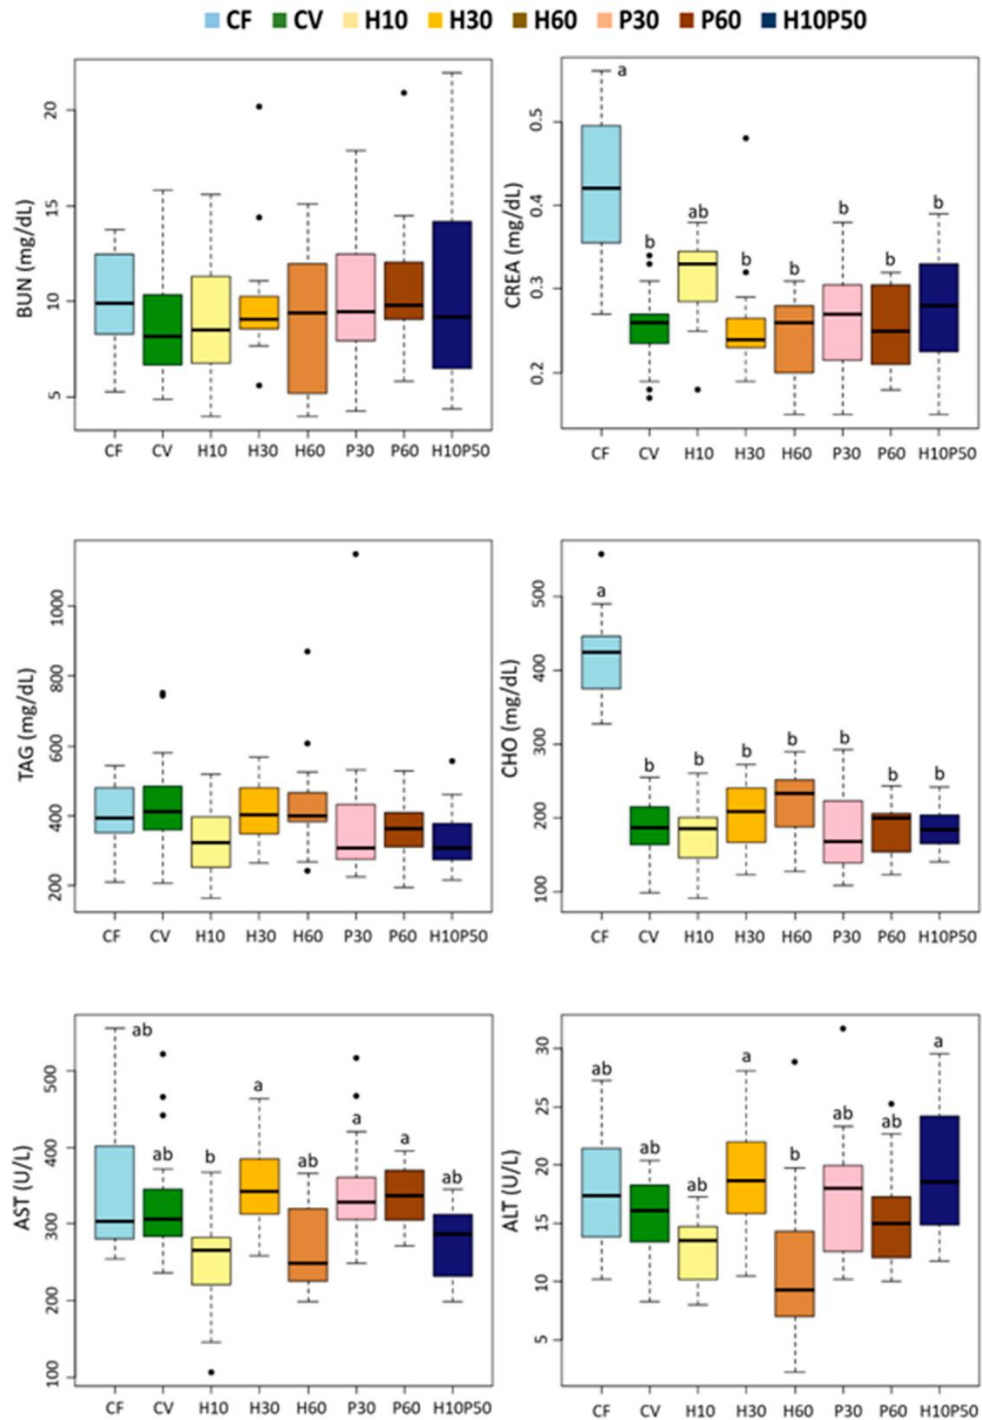 CF CV H10 H30 H60 P30 P60 H10P50
BUN (mg/dL)
20
15
10
5
CF CV H10 H30 H60 P30 P60 H10P50
CREA (mg/dL)
0.5
0.4
0.3
0.2
a
b
ab
b
b
b
b
b
CF CV H10 H30 H60 P30 P60 H10P50
TAG (mg/dL)
1000
800
600
400
200
CF CV H10 H30 H60 P30 P60 H10P50
CHO (mg/dL)
500
400
300
200
100
a
b
b
b
b
b
b
b
CF CV H10 H30 H60 P30 P60 H10P50
AST (U/L)
500
400
300
200
100
ab
ab
b
a
ab
a
a
ab
CF CV H10 H30 H60 P30 P60 H10P50
ALT (U/L)
30
25
20
15
10
5
ab
ab
ab
a
b
ab
ab
a
CF CV H10 H30 H60 P30 P60 H10P50